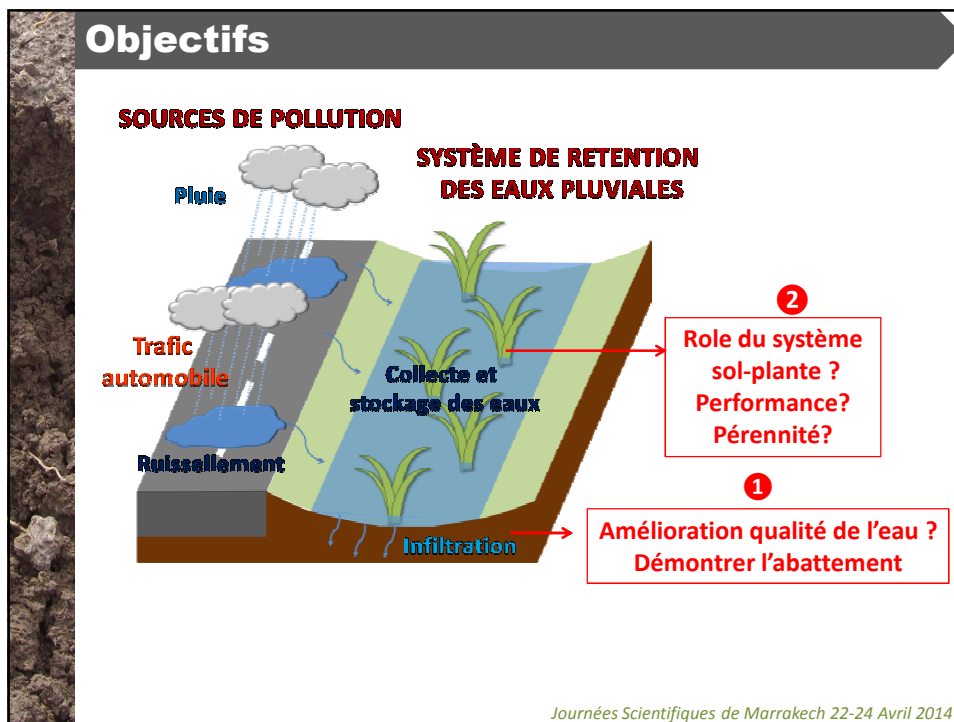 Objectifs
SOURCES DE POLLUTION
SYSTÈME DE RETENTION
DES EAUX PLUVIALES
Pluie
Trafic
automobile
Collecte et
stockage des eaux
Ruissellement
Infiltration
2
Role du système
sol-plante ?
Performance?
Pérennité?
1
Amélioration qualité de l’eau ?
Démontrer l’abattement
Journées Scientifiques de Marrakech 22-24 Avril 2014